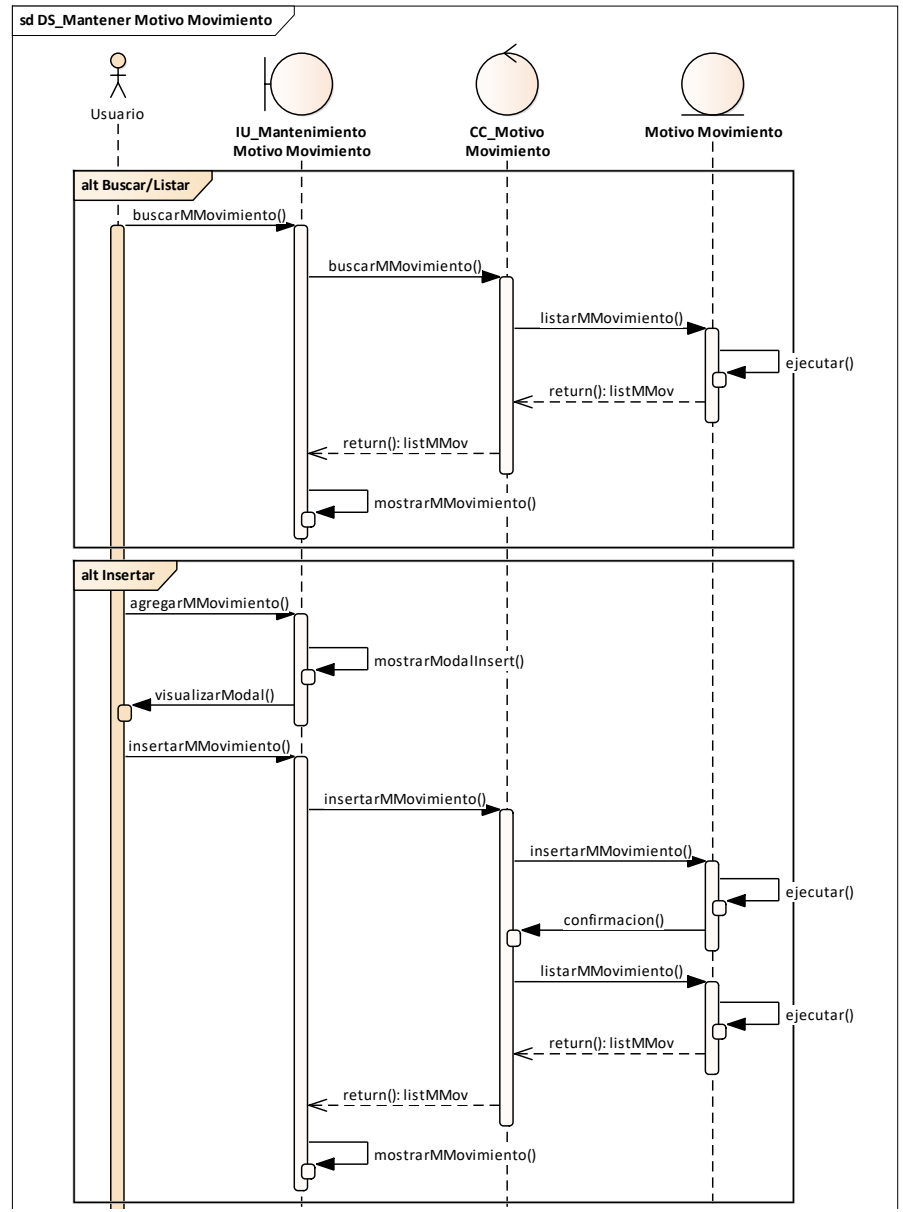 sd DS_Mantener Motivo Movimiento
Usuario
IU_Mantenimiento
Motivo Movimiento
CC_Motivo
Movimiento
Motivo Movimiento
alt Buscar/Listar
buscarMMovimiento()
buscarMMovimiento()
listarMMovimiento()
ejecutar()
return(): listMMov
return(): listMMov
mostrarMMovimiento()
alt Insertar
agregarMMovimiento()
mostrarModalInsert()
visualizarModal()
insertarMMovimiento()
insertarMMovimiento()
insertarMMovimiento()
ejecutar()
confirmacion()
listarMMovimiento()
ejecutar()
return(): listMMov
return(): listMMov
mostrarMMovimiento()